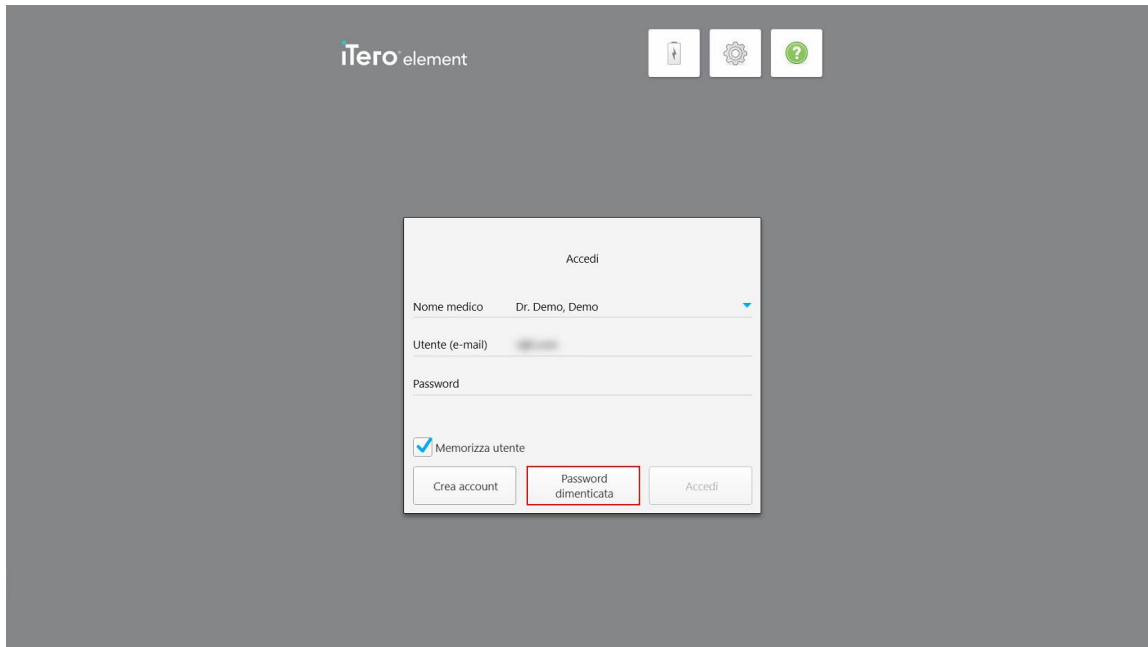 iTero element
?
Accedi
Nome medico Dr. Demo, Demo
Utente (e-mail)
Password
Memorizza utente
Crea account
Password
dimenticata
Accedi